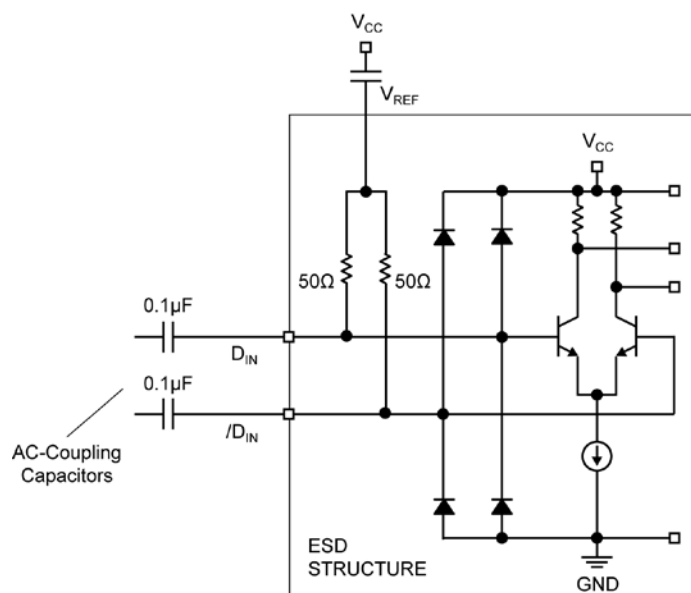 VCC
VREF
VCC
50Ω
50Ω
0.1µF
DIN
0.1µF
/DIN
AC-Coupling
Capacitors
ESD
STRUCTURE
GND